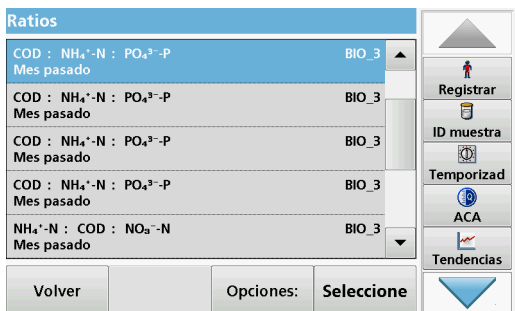 Ratios
COD : NH₄⁺-N : PO₄³⁻-P BIO_3
Mes pasado
COD : NH₄⁺-N : PO₄³⁻-P BIO_3
Mes pasado
COD : NH₄⁺-N : PO₄³⁻-P BIO_3
Mes pasado
COD : NH₄⁺-N : PO₄³⁻-P BIO_3
Mes pasado
NH₄⁺-N : COD : NO₃⁻-N BIO_3
Mes pasado
Volver
Opciones:
Seleccione
Registrar
ID muestra
Temporizad
ACA
Tendencias